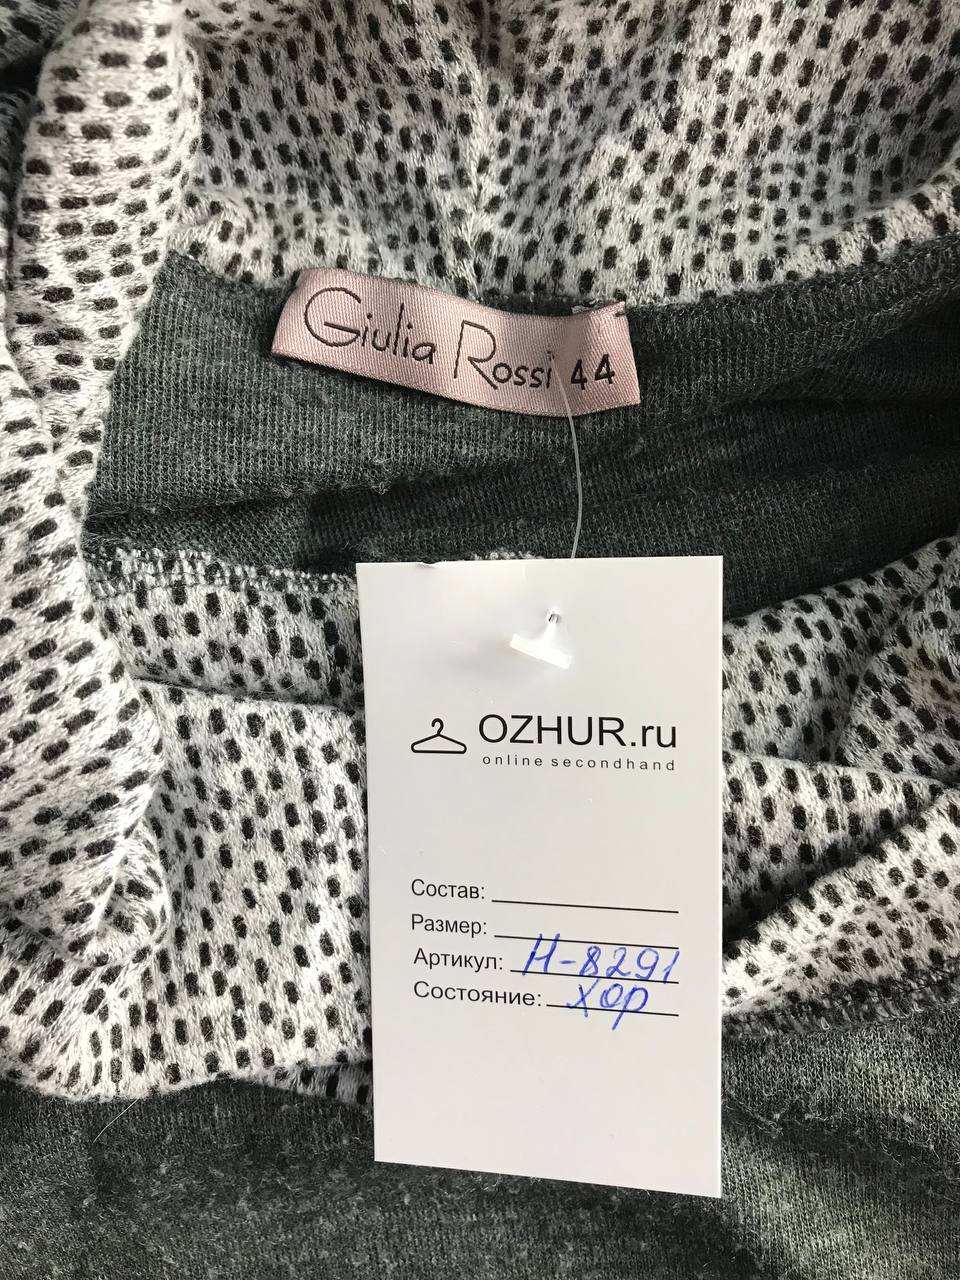 Giulia Rossi 44
OZHUR.ru
online secondhand
Состав:
Размер:
Артикул: Н-8291
Состояние: хор